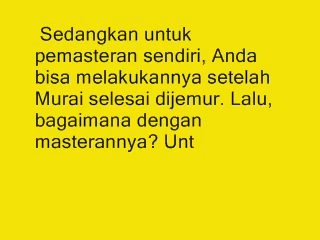 Sedangkan untuk
pemasteran sendiri, Anda
bisa melakukannya setelah
Murai selesai dijemur. Lalu,
bagaimana dengan
masterannya? Unt